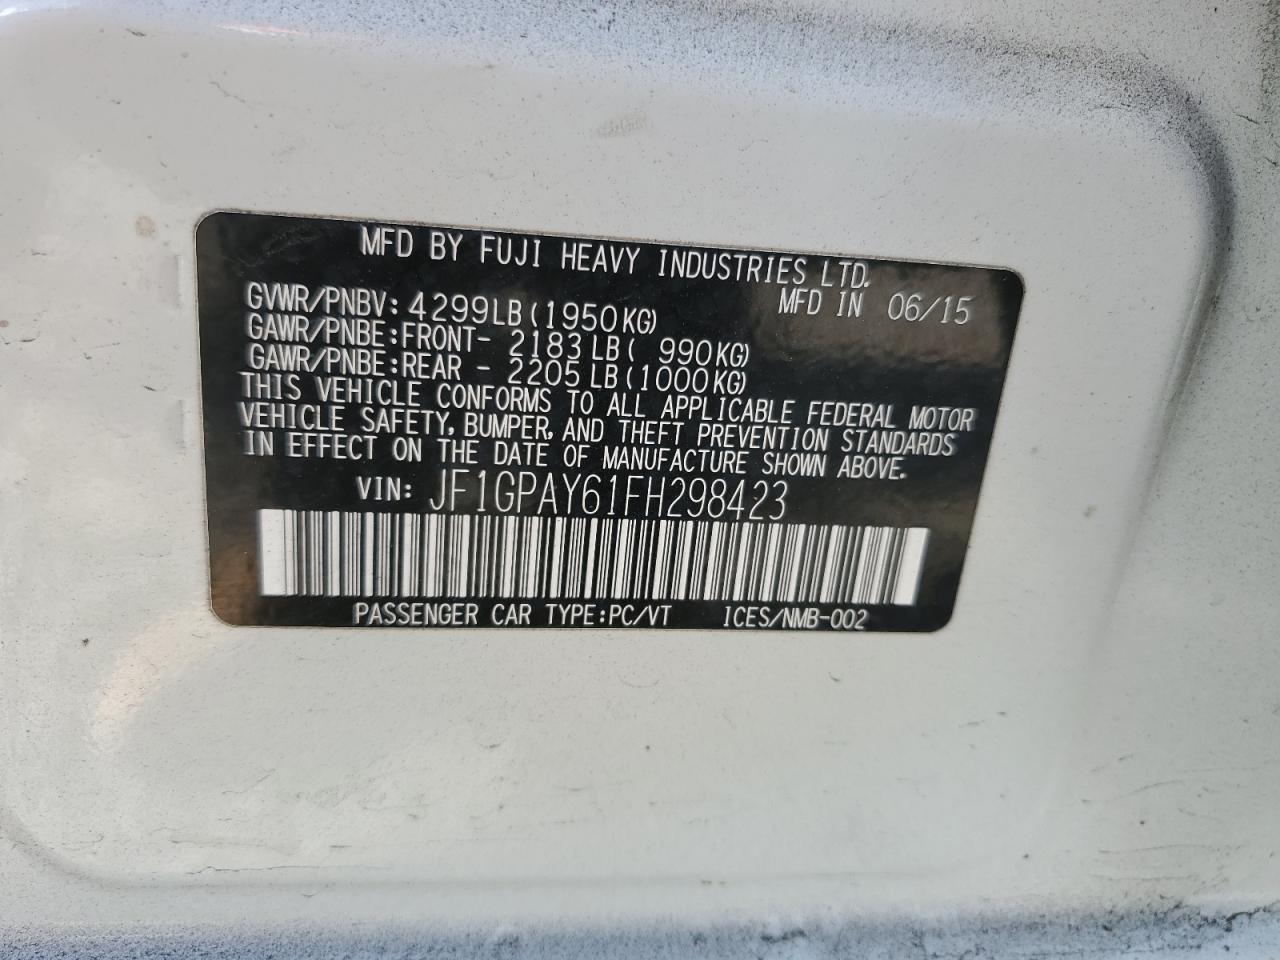 MFD BY FUJI HEAVY INDUSTRIES LTD.
MFD IN 06/15
GVWR/PNBV: 4299LB (1950KG)
GAWR/PNBE: FRONT- 2183 LB ( 990KG)
GAWR/PNBE: REAR - 2205 LB (1000KG)
THIS VEHICLE CONFORMS TO ALL APPLICABLE FEDERAL MOTOR
VEHICLE SAFETY, BUMPER, AND THEFT PREVENTION STANDARDS
IN EFFECT ON THE DATE OF MANUFACTURE SHOWN ABOVE.
VIN: JF1GPAY61FH298423
PASSENGER CAR TYPE:PC/VT ICES/NMB-002